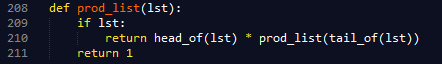 208 def prod_list(lst):
209     if lst:
210         return head_of(lst) * prod_list(tail_of(lst))
211     return 1